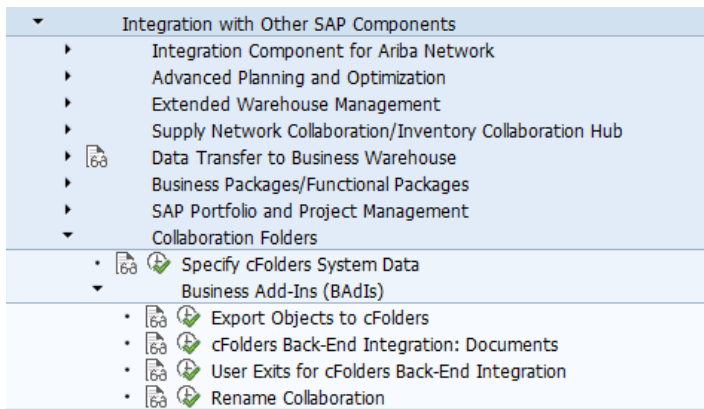 Integration with Other SAP Components
Integration Component for Ariba Network
Advanced Planning and Optimization
Extended Warehouse Management
Supply Network Collaboration/Inventory Collaboration Hub
Data Transfer to Business Warehouse
Business Packages/Functional Packages
SAP Portfolio and Project Management
Collaboration Folders
Specify cFolders System Data
Business Add-Ins (BAdIs)
Export Objects to cFolders
cFolders Back-End Integration: Documents
User Exits for cFolders Back-End Integration
Rename Collaboration